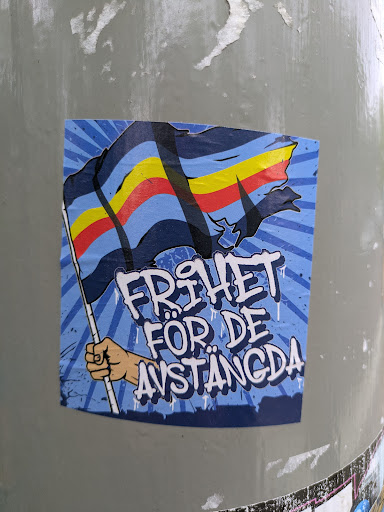 FRIHET
FÖR DE
AVSTÄNGDA